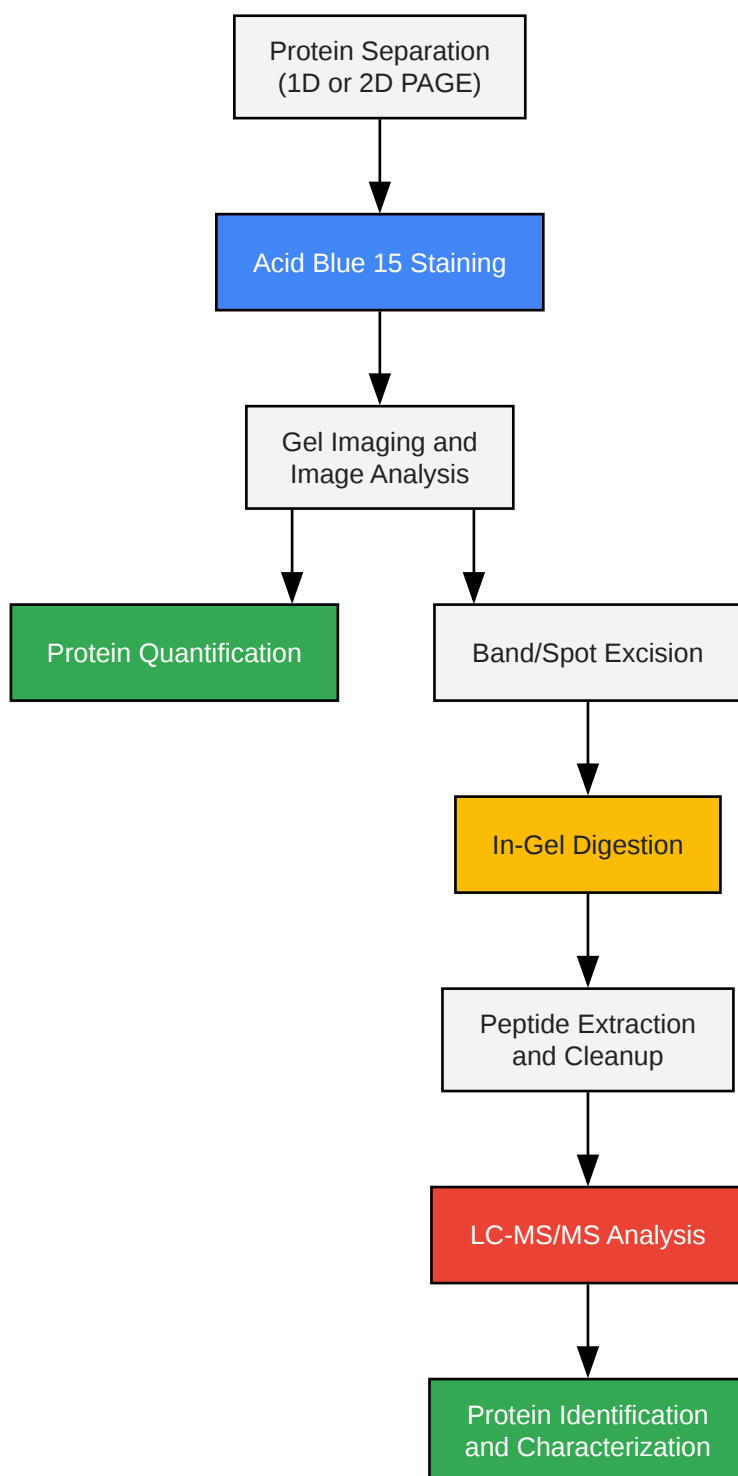 Protein Separation
(1D or 2D PAGE)
Acid Blue 15 Staining
Gel Imaging and
Image Analysis
Protein Quantification
Band/Spot Excision
In-Gel Digestion
Peptide Extraction
and Cleanup
LC-MS/MS Analysis
Protein Identification
and Characterization